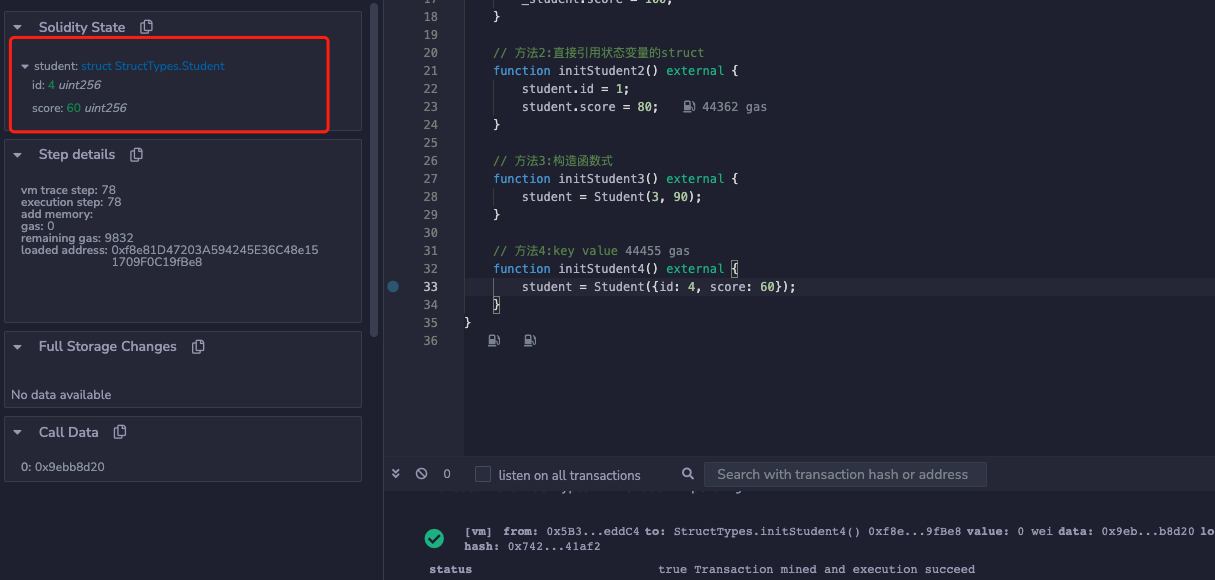 Solidity State
student: struct StructTypes.Student
id: 4 uint256
score: 60 uint256
Step details
vm trace step: 78
execution step: 78
add memory:
gas: 0
remaining gas: 9832
loaded address: 0xf8e81D47203A594245E36C48e15
1709F0C19fBe8
Full Storage Changes
No data available
Call Data
0: 0x9ebb8d20
17 _student.score = 100;
18 }
19
20 // 方法2:直接引用状态变量的struct
21 function initStudent2() external {
22 student.id = 1;
23 student.score = 80; 44362 gas
24 }
25
26 // 方法3:构造函数式
27 function initStudent3() external {
28 student = Student(3, 90);
29 }
30
31 // 方法4:key value 44455 gas
32 function initStudent4() external {
33 student = Student({id: 4, score: 60});
34 }
35 }
36
0 listen on all transactions Search with transaction hash or address
[vm] from: 0x5B3...eddC4 to: StructTypes.initStudent4() 0xf8e...9fBe8 value: 0 wei data: 0x9eb...b8d20 lo
hash: 0x742...41af2
status true Transaction mined and execution succeed